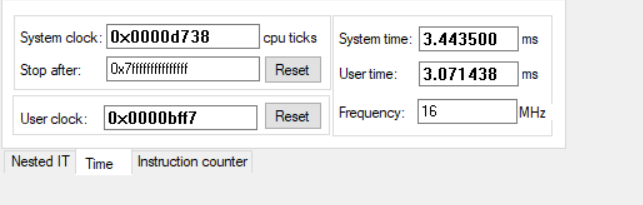 System clock: 0x0000d738 cpu ticks
Stop after: 0x7fffffffffffffff Reset
User clock: 0x0000bff7 Reset
System time: 3.443500 ms
User time: 3.071438 ms
Frequency: 16 MHz
Nested IT Time Instruction counter